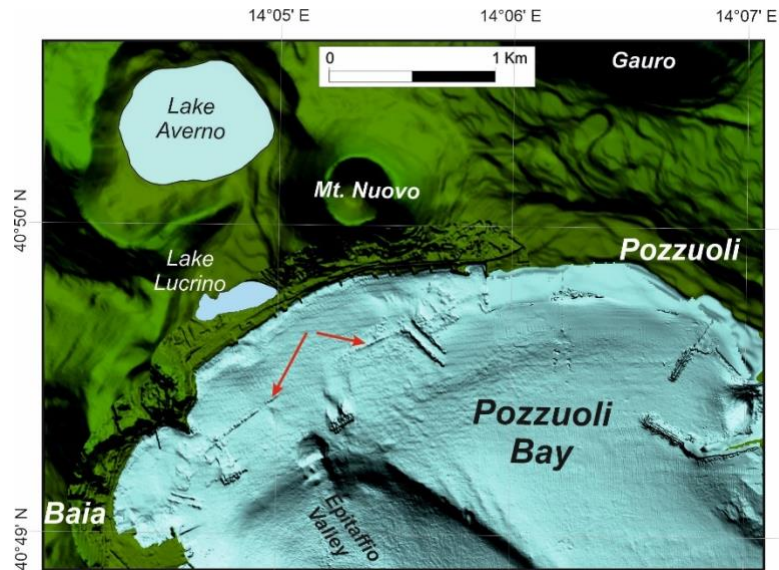 14°05' E
14°06' E
14°07' E
0
1 Km
Gauro
Lake
Averno
Mt. Nuovo
40°50' N
Pozzuoli
Lake
Lucrino
Pozzuoli
Bay
Epitaffio
Valley
Baia
40°49' N